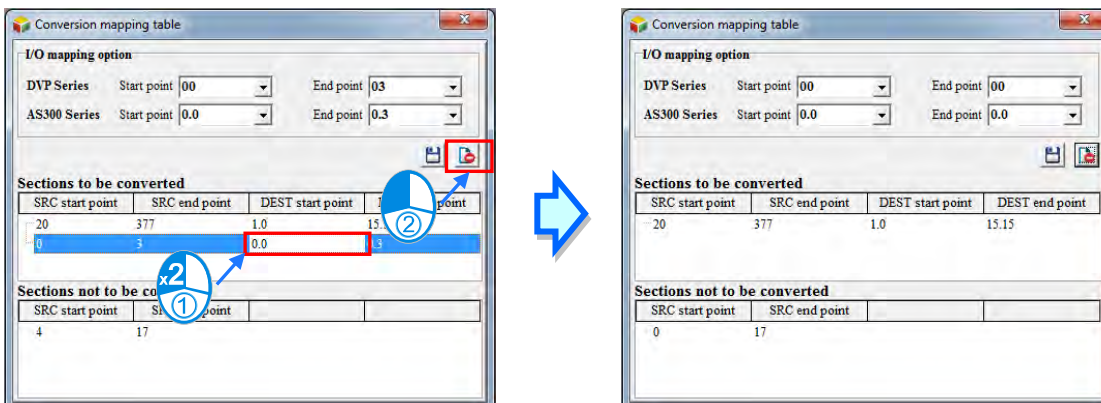 Conversion mapping table
I/O mapping option
DVP Series Start point 00 End point 03
AS300 Series Start point 0.0 End point 0.3
Sections to be converted
SRC start point SRC end point DEST start point point
20 377 1.0 15.
0 3 0.0 0.3
x2
①
②
Sections not to be co
SRC start point point
4 17
Conversion mapping table
I/O mapping option
DVP Series Start point 00 End point 00
AS300 Series Start point 0.0 End point 0.0
Sections to be converted
SRC start point SRC end point DEST start point DEST end point
20 377 1.0 15.15
Sections not to be converted
SRC start point SRC end point
0 17